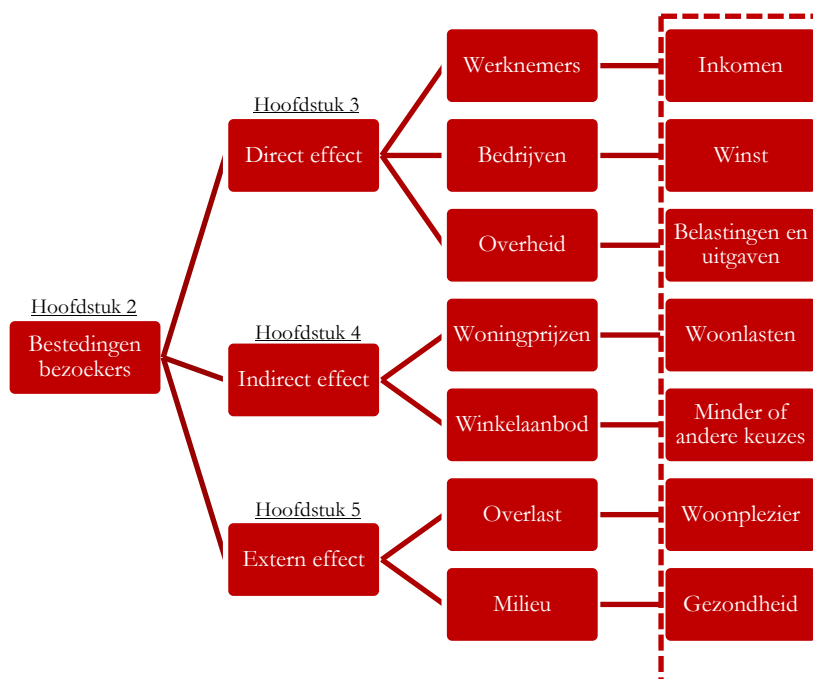 Hoofdstuk 2
Bestedingen
bezoekers
Hoofdstuk 3
Direct effect
Hoofdstuk 4
Indirect effect
Hoofdstuk 5
Extern effect
Werknemers
Inkomen
Bedrijven
Winst
Overheid
Belastingen en
uitgaven
Woningprijzen
Woonlasten
Winkelaanbod
Minder of
andere keuzes
Overlast
Woonplezier
Milieu
Gezondheid